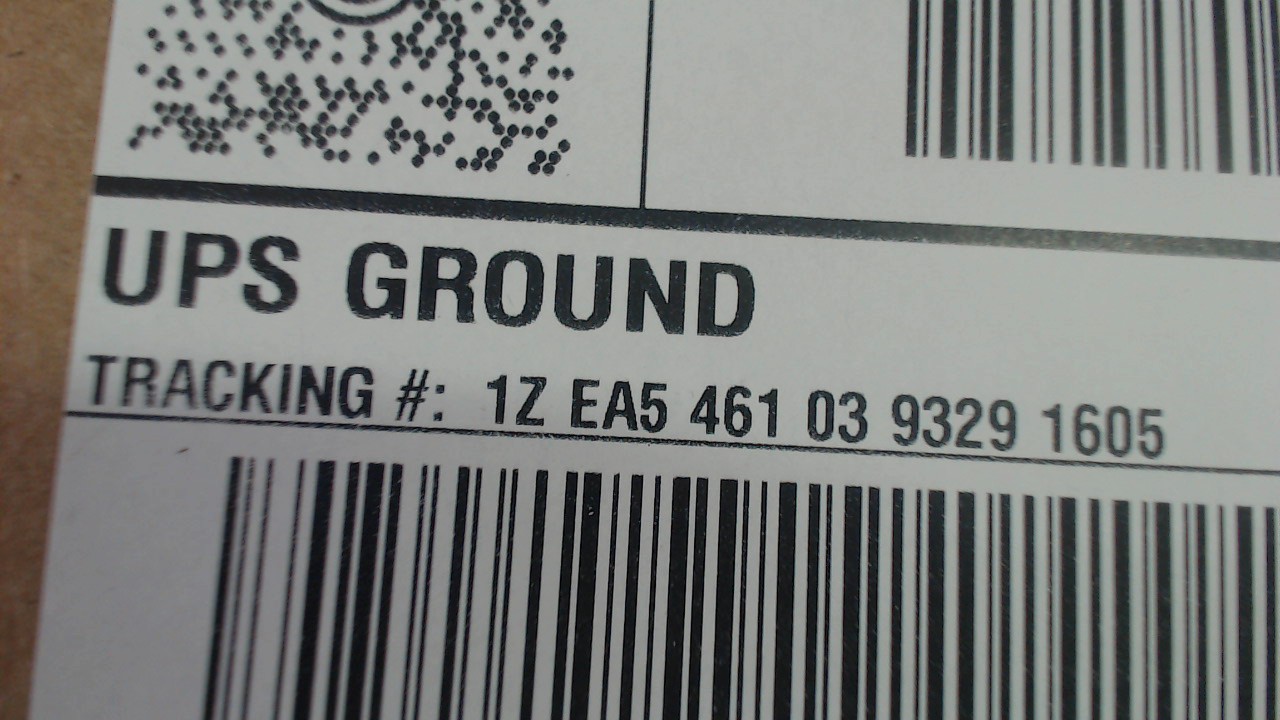 UPS GROUND
TRACKING #: 1Z EA5 461 03 9329 1605